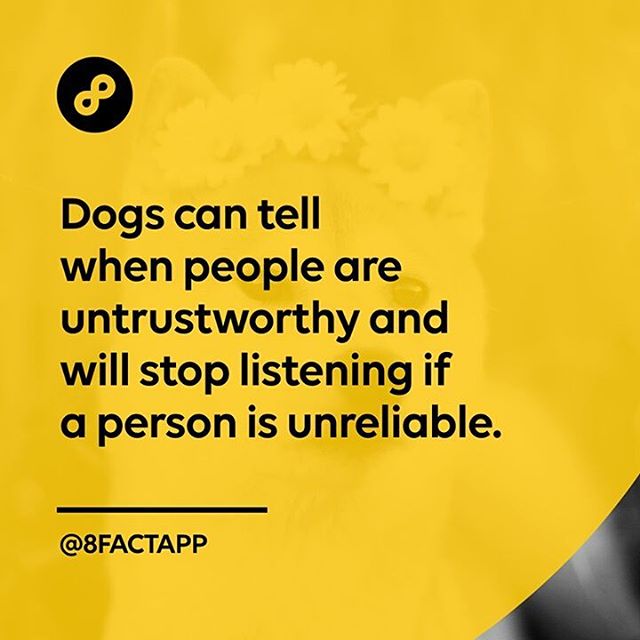 Dogs can tell
when people are
untrustworthy and
will stop listening if
a person is unreliable.
@8FACTAPP